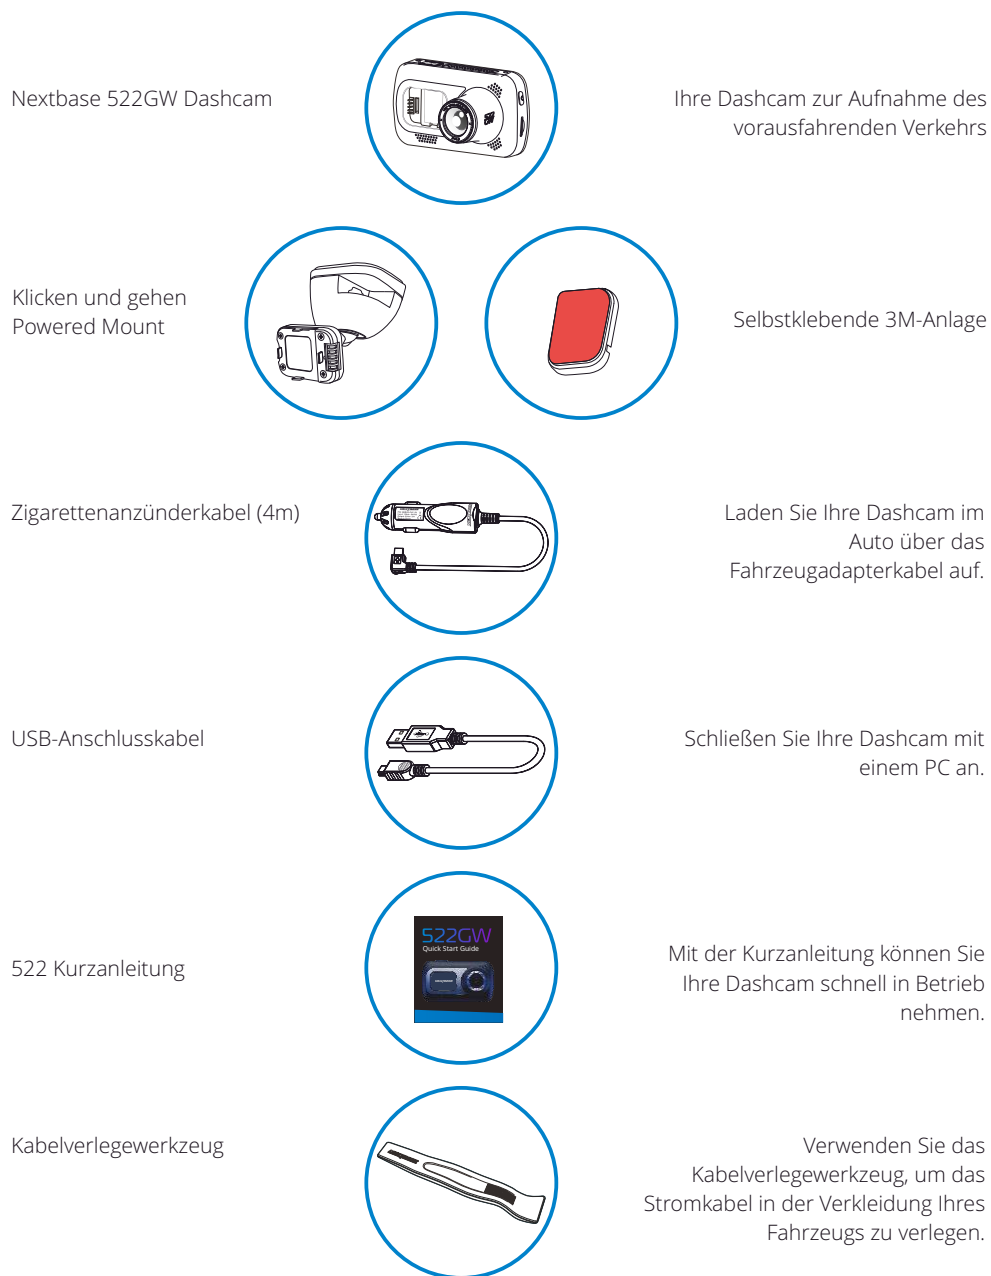 Nextbase 522GW Dashcam
Ihre Dashcam zur Aufnahme des
vorausfahrenden Verkehrs
Klicken und gehen
Powered Mount
Selbstklebende 3M-Anlage
Zigarettenanzünderkabel (4m)
Laden Sie Ihre Dashcam im
Auto über das
Fahrzeugadapterkabel auf.
USB-Anschlusskabel
Schließen Sie Ihre Dashcam mit
einem PC an.
522 Kurzanleitung
522GW
Quick Start Guide
Mit der Kurzanleitung können Sie
Ihre Dashcam schnell in Betrieb
nehmen.
Kabelverlegewerkzeug
Verwenden Sie das
Kabelverlegewerkzeug, um das
Stromkabel in der Verkleidung Ihres
Fahrzeugs zu verlegen.